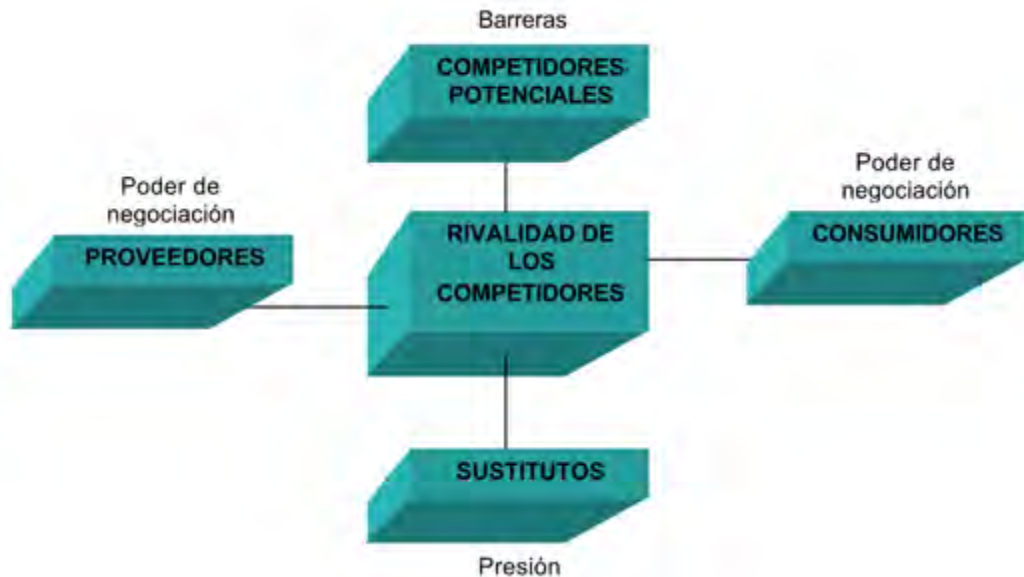 Barreras
COMPETIDORES
POTENCIALES
Poder de
negociación
PROVEEDORES
RIVALIDAD DE
LOS
COMPETIDORES
Poder de
negociación
CONSUMIDORES
SUSTITUTOS
Presión